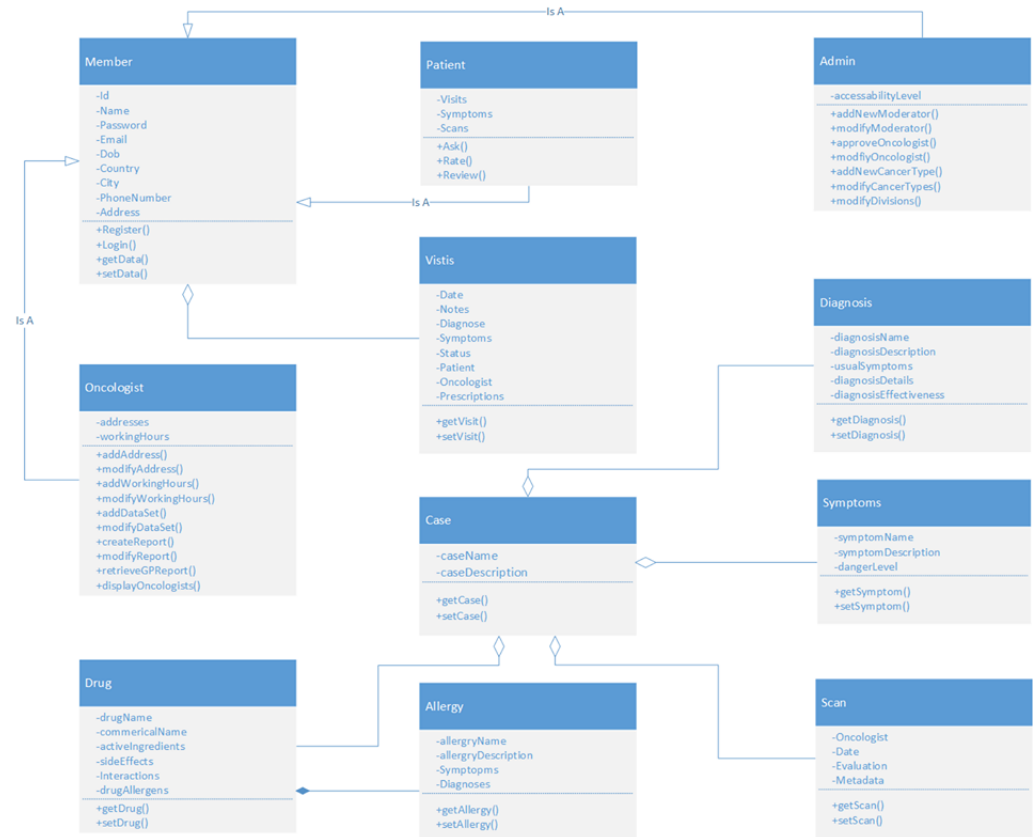 Is A
Member
-Id
-Name
-Password
-Email
-Dob
-Country
-City
-PhoneNumber
-Address
+Register()
+Login()
+getData()
+setData()
Patient
-Visits
-Symptoms
-Scans
+Ask()
+Rate()
+Review()
Is A
Admin
-accessabilityLevel
+addNewModerator()
+modifyModerator()
+approveOncologist()
+modfiyOncologist()
+addNewCancerType()
+modifyCancerTypes()
+modifyDivisions()
Vistis
-Date
-Notes
-Diagnose
-Symptoms
-Status
-Patient
-Oncologist
-Prescriptions
+getVisit()
+setVisit()
Diagnosis
-diagnosisName
-diagnosisDescription
-usualSymptoms
-diagnosisDetails
-diagnosisEffectiveness
+getDiagnosis()
+setDiagnosis()
Is A
Oncologist
-addresses
-workingHours
+addAddress()
+modifyAddress()
+addWorkingHours()
+modifyWorkingHours()
+addDataSet()
+modifyDataSet()
+createReport()
+modifyReport()
+retrieveGPReport()
+displayOncologists()
Case
-caseName
-caseDescription
+getCase()
+setCase()
Symptoms
-symptomName
-symptomDescription
-dangerLevel
+getSymptom()
+setSymptom()
Drug
-drugName
-commericalName
-activeIngredients
-sideEffects
-Interactions
-drugAllergens
+getDrug()
+setDrug()
Allergy
-allergryName
-allergryDescription
-Symptopms
-Diagnoses
+getAllergy()
+setAllergy()
Scan
-Oncologist
-Date
-Evaluation
-Metadata
+getScan()
+setScan()